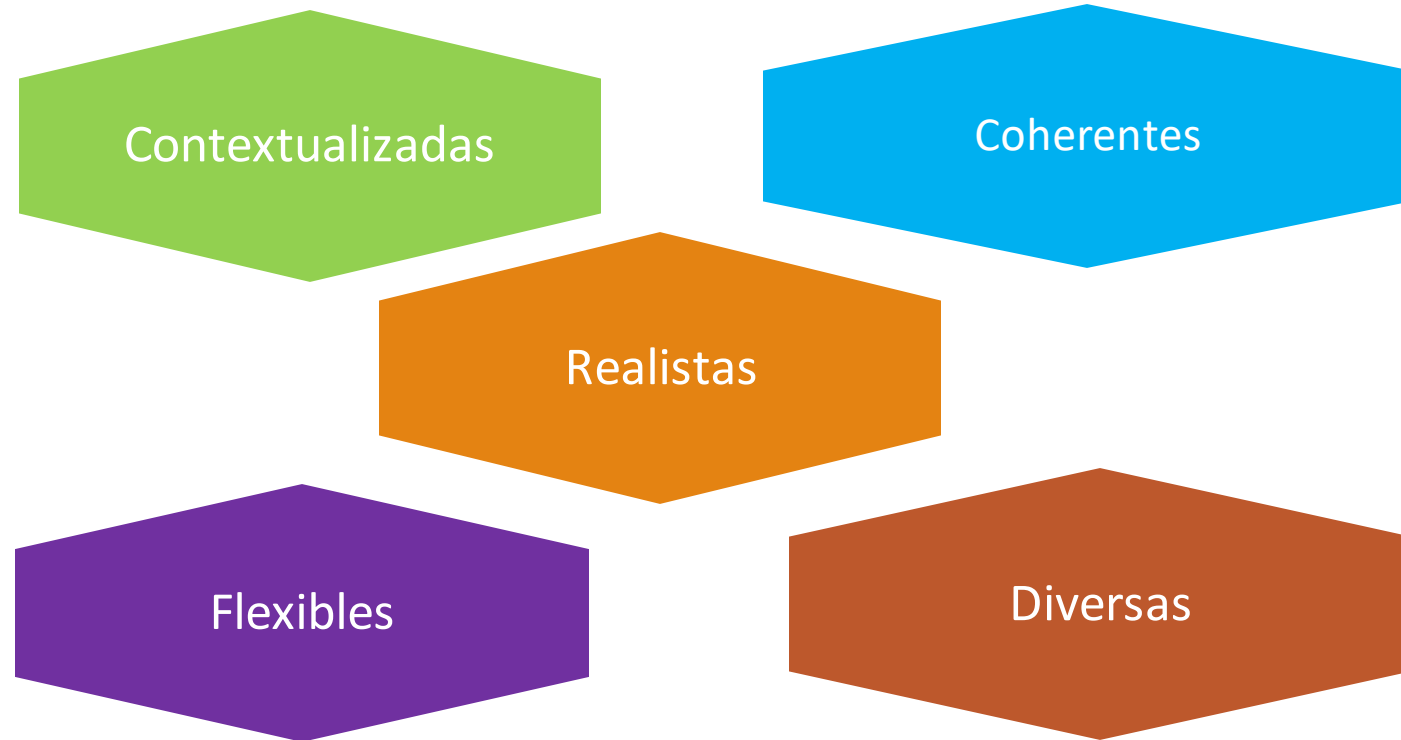 Contextualizadas
Coherentes
Realistas
Flexibles
Diversas